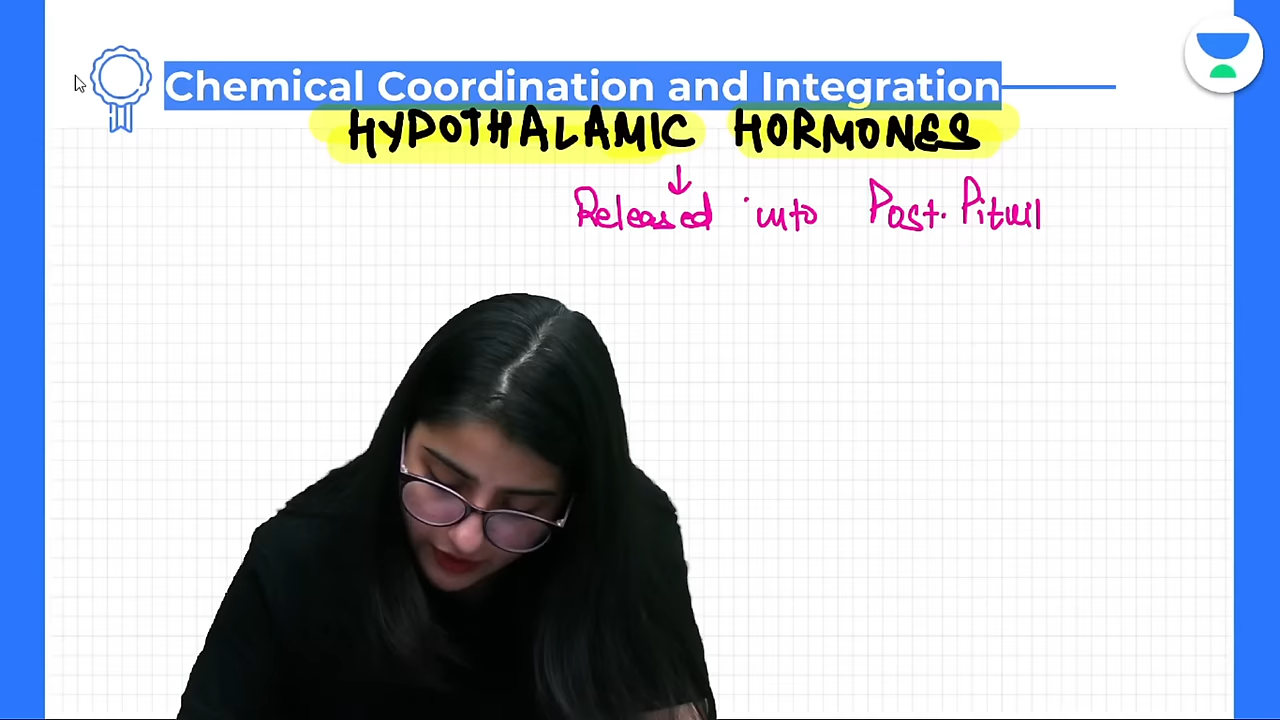 Chemical Coordination and Integration
HYPOTHALAMIC HORMONES
Released into Post. Pituil